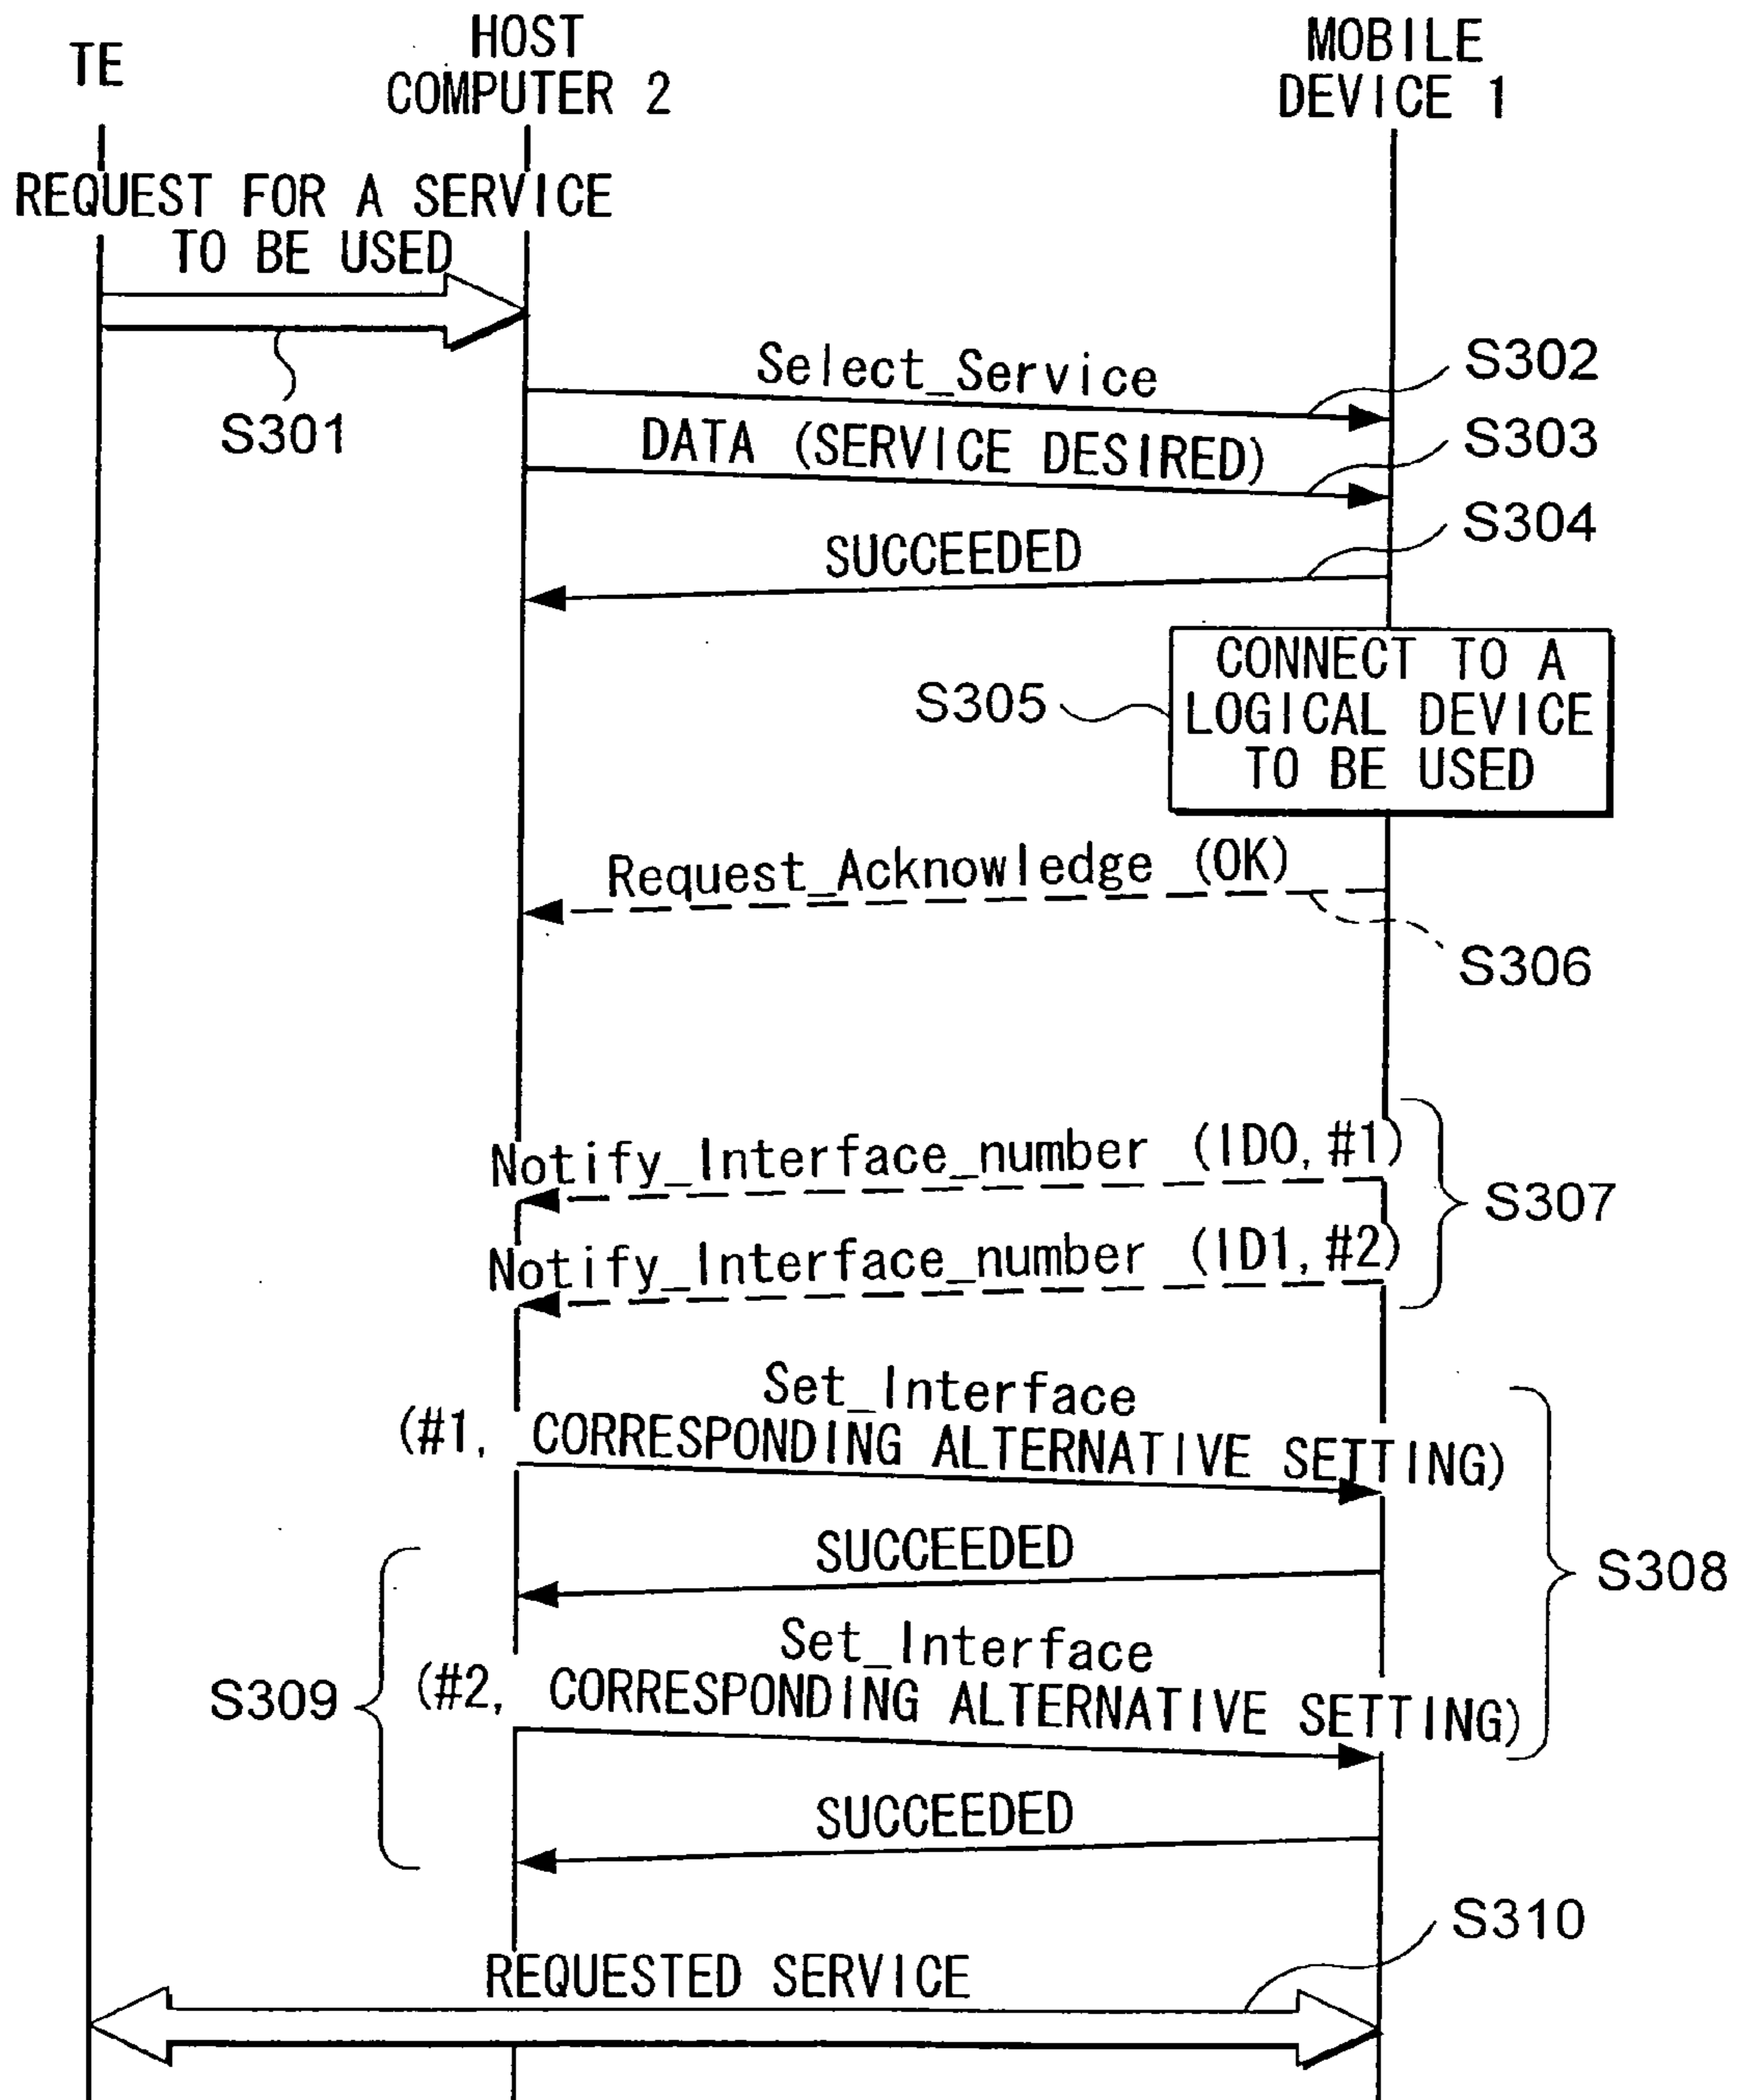 TE
HOST
COMPUTER 2
MOBILE
DEVICE 1
REQUEST FOR A SERVICE
TO BE USED
S301
Select_Service
S302
DATA (SERVICE DESIRED)
S303
SUCCEEDED
S304
CONNECT TO A
LOGICAL DEVICE
TO BE USED
S305
Request_Acknowledge (OK)
S306
Notify_Interface_number (ID0, #1)
S307
Notify_Interface_number (ID1, #2)
Set_Interface
(#1, CORRESPONDING ALTERNATIVE SETTING)
SUCCEEDED
S308
Set_Interface
(#2, CORRESPONDING ALTERNATIVE SETTING)
S309
SUCCEEDED
S310
REQUESTED SERVICE